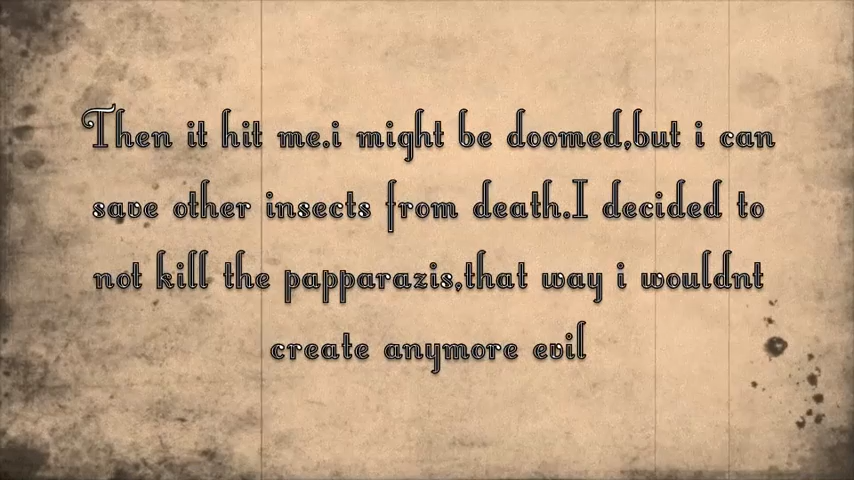 Then it hit me.i might be doomed,but i can
save other insects from death.I decided to
not kill the papparazis,that way i wouldnt
create anymore evil